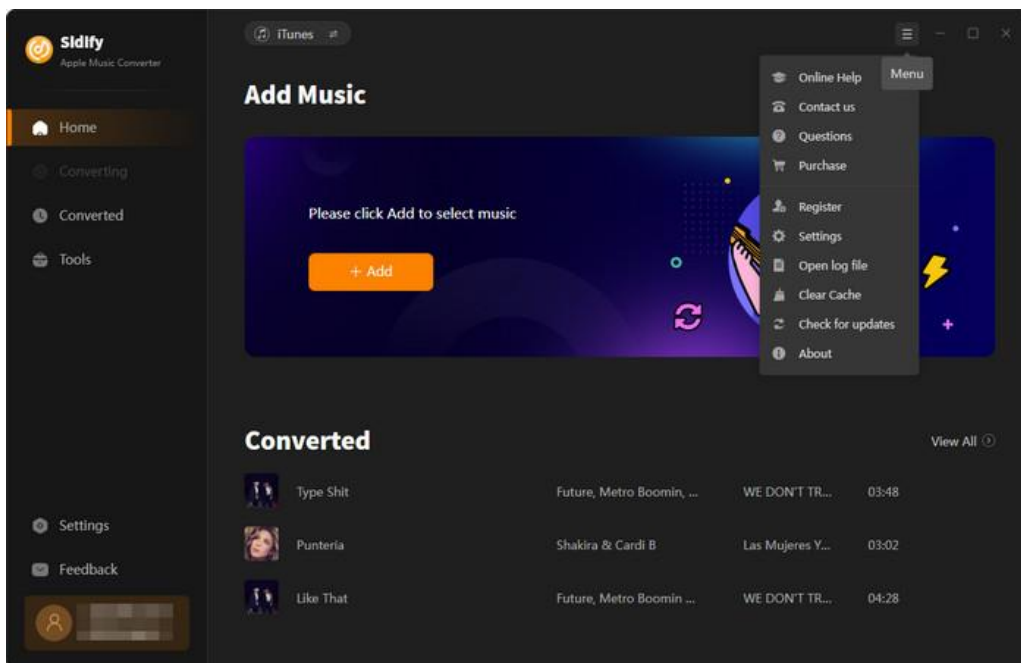 Sidify
Apple Music Converter
Home
Converting
Converted
Tools
Settings
Feedback
iTunes
Add Music
Please click Add to select music
+ Add
Menu
Online Help
Contact us
Questions
Purchase
Register
Settings
Open log file
Clear Cache
Check for updates
About
Converted
View All
Type Shit Future, Metro Boomin, ... WE DON'T TR... 03:48
Punteria Shakira & Cardi B Las Mujeres Y... 03:02
Like That Future, Metro Boomin ... WE DON'T TR... 04:28